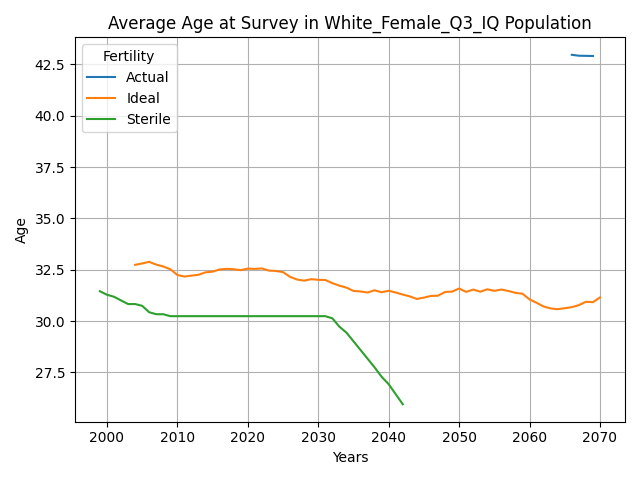 Average Age at Survey in White_Female_Q3_IQ Population
Fertility
Actual
Ideal
Sterile
42.5
40.0
37.5
35.0
32.5
30.0
27.5
Age
2000 2010 2020 2030 2040 2050 2060 2070
Years